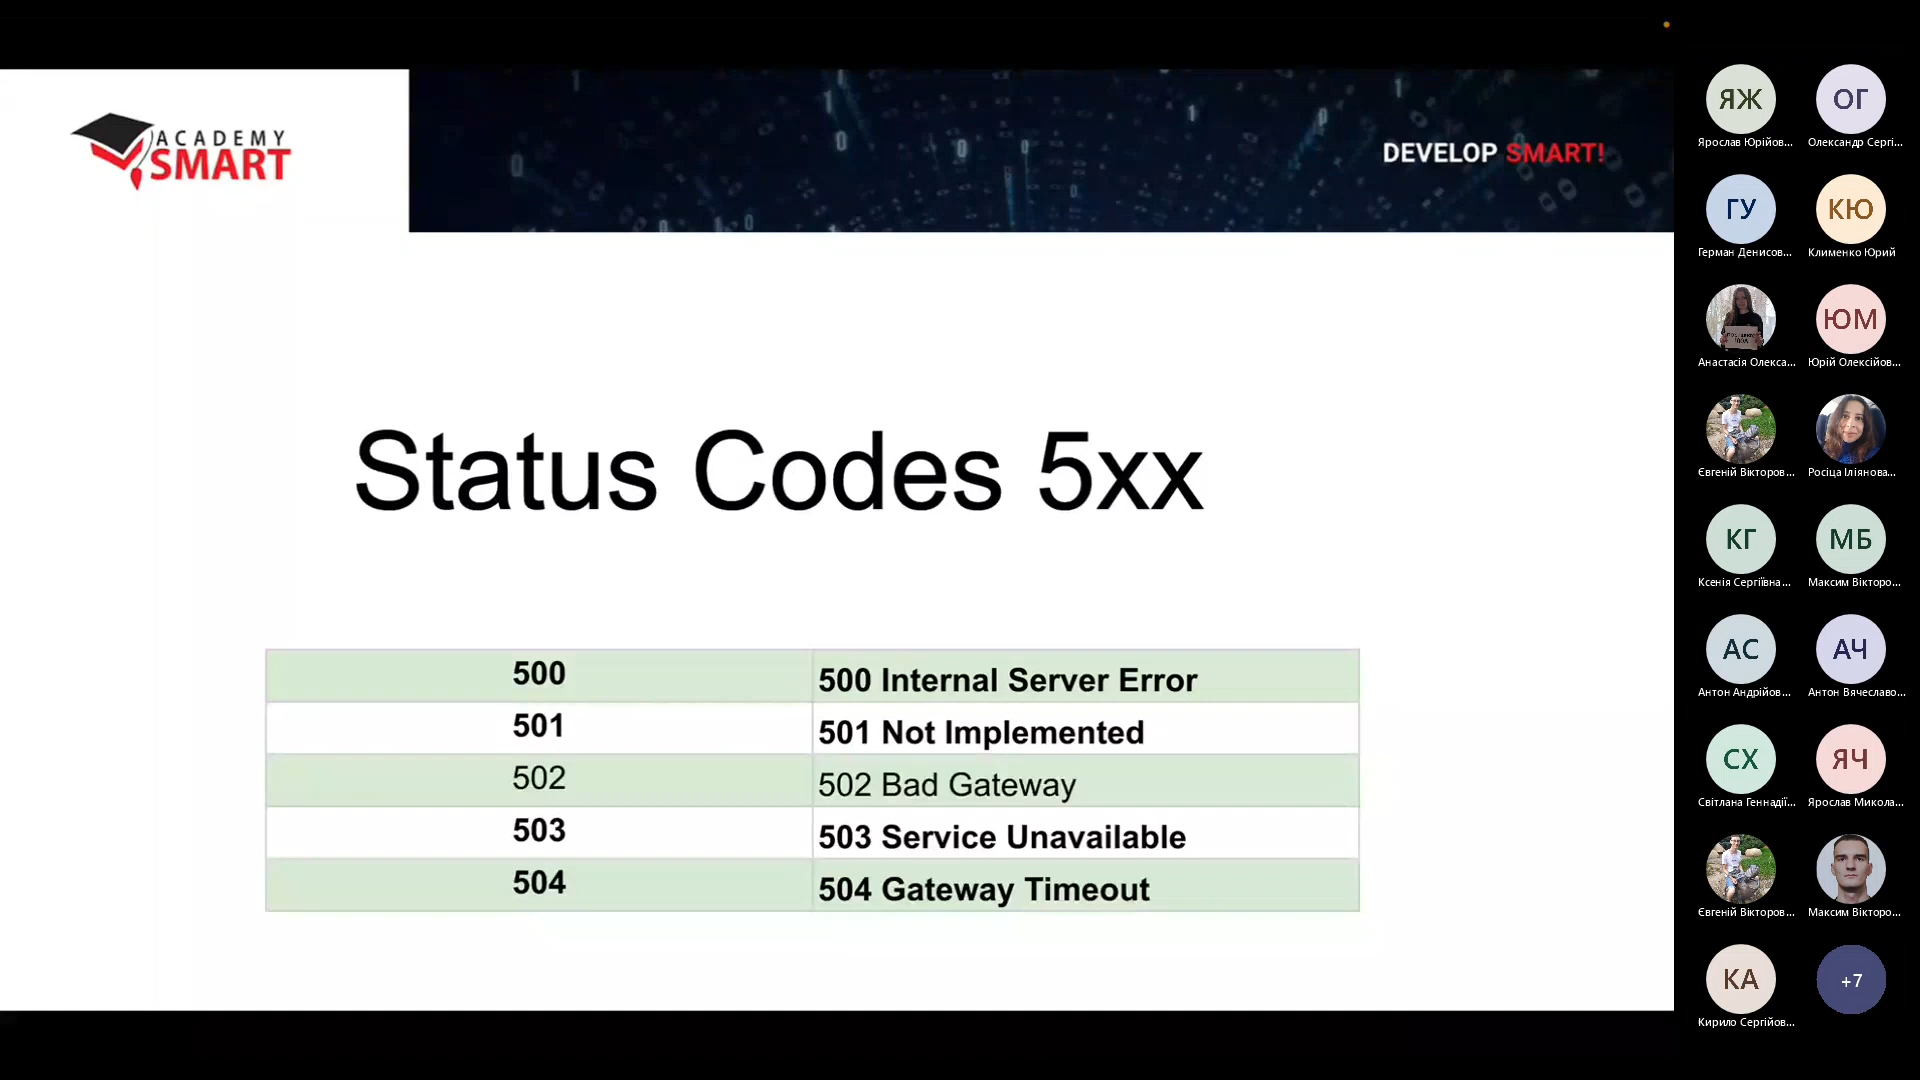 ACADEMY
SMART
DEVELOP SMART!
Status Codes 5xx
500
500 Internal Server Error
501
501 Not Implemented
502
502 Bad Gateway
503
503 Service Unavailable
504
504 Gateway Timeout
ЯЖ
ОГ
Ярослав Юрійов...
Олександр Сергі...
ГУ
КЮ
Герман Денисов...
Клименко Юрий
ЮМ
Анастасія Олекса...
Юрій Олексійов...
Євгеній Вікторов...
Росіца Іліянова...
КГ
МБ
Ксенія Сергіївна...
Максим Вікторо...
АС
АЧ
Антон Андрійов...
Антон Вячеславо...
СХ
ЯЧ
Світлана Геннадії...
Ярослав Микола...
Євгеній Вікторов...
Максим Вікторо...
КА
+7
Кирило Сергійов...